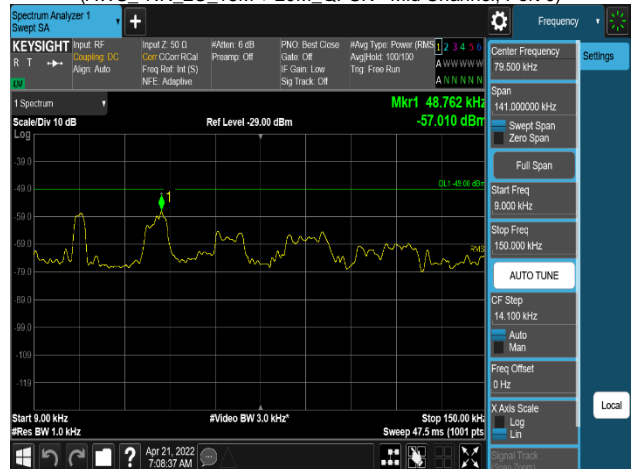 Spectrum Analyzer 1
Swept SA
Frequency
KEYSIGHT
R T
LXI
Input: RF
Coupling: DC
Align: Auto
Input Z: 50 Ω
Corr CCorr RCal
Freq Ref: Int (S)
NFE: Adaptive
#Atten: 6 dB
Preamp: Off
PNO: Best Close
Gate: Off
IF Gain: Low
Sig Track: Off
#Avg Type: Power (RMS
Avg|Hold: 100/100
Trig: Free Run
1 2 3 4 5 6
A W W W W W
A N N N N N
1 Spectrum
Mkr1 48.762 kHz
Scale/Div 10 dB
Ref Level -29.00 dBm
-57.010 dBm
Log
-39.0
-49.0
-59.0
-69.0
-79.0
-89.0
-99.0
-109
-119
DL1 -49.00 dBm
1
RMS
Start 9.00 kHz
#Video BW 3.0 kHz*
Stop 150.00 kHz
#Res BW 1.0 kHz
Sweep 47.5 ms (1001 pts
Center Frequency
79.500 kHz
Settings
Span
141.000000 kHz
Swept Span
Zero Span
Full Span
Start Freq
9.000 kHz
Stop Freq
150.000 kHz
AUTO TUNE
CF Step
14.100 kHz
Auto
Man
Freq Offset
0 Hz
X Axis Scale
Log
Lin
Local
Signal Track
(Span Zoom)
?
Apr 21, 2022
7:08:37 AM